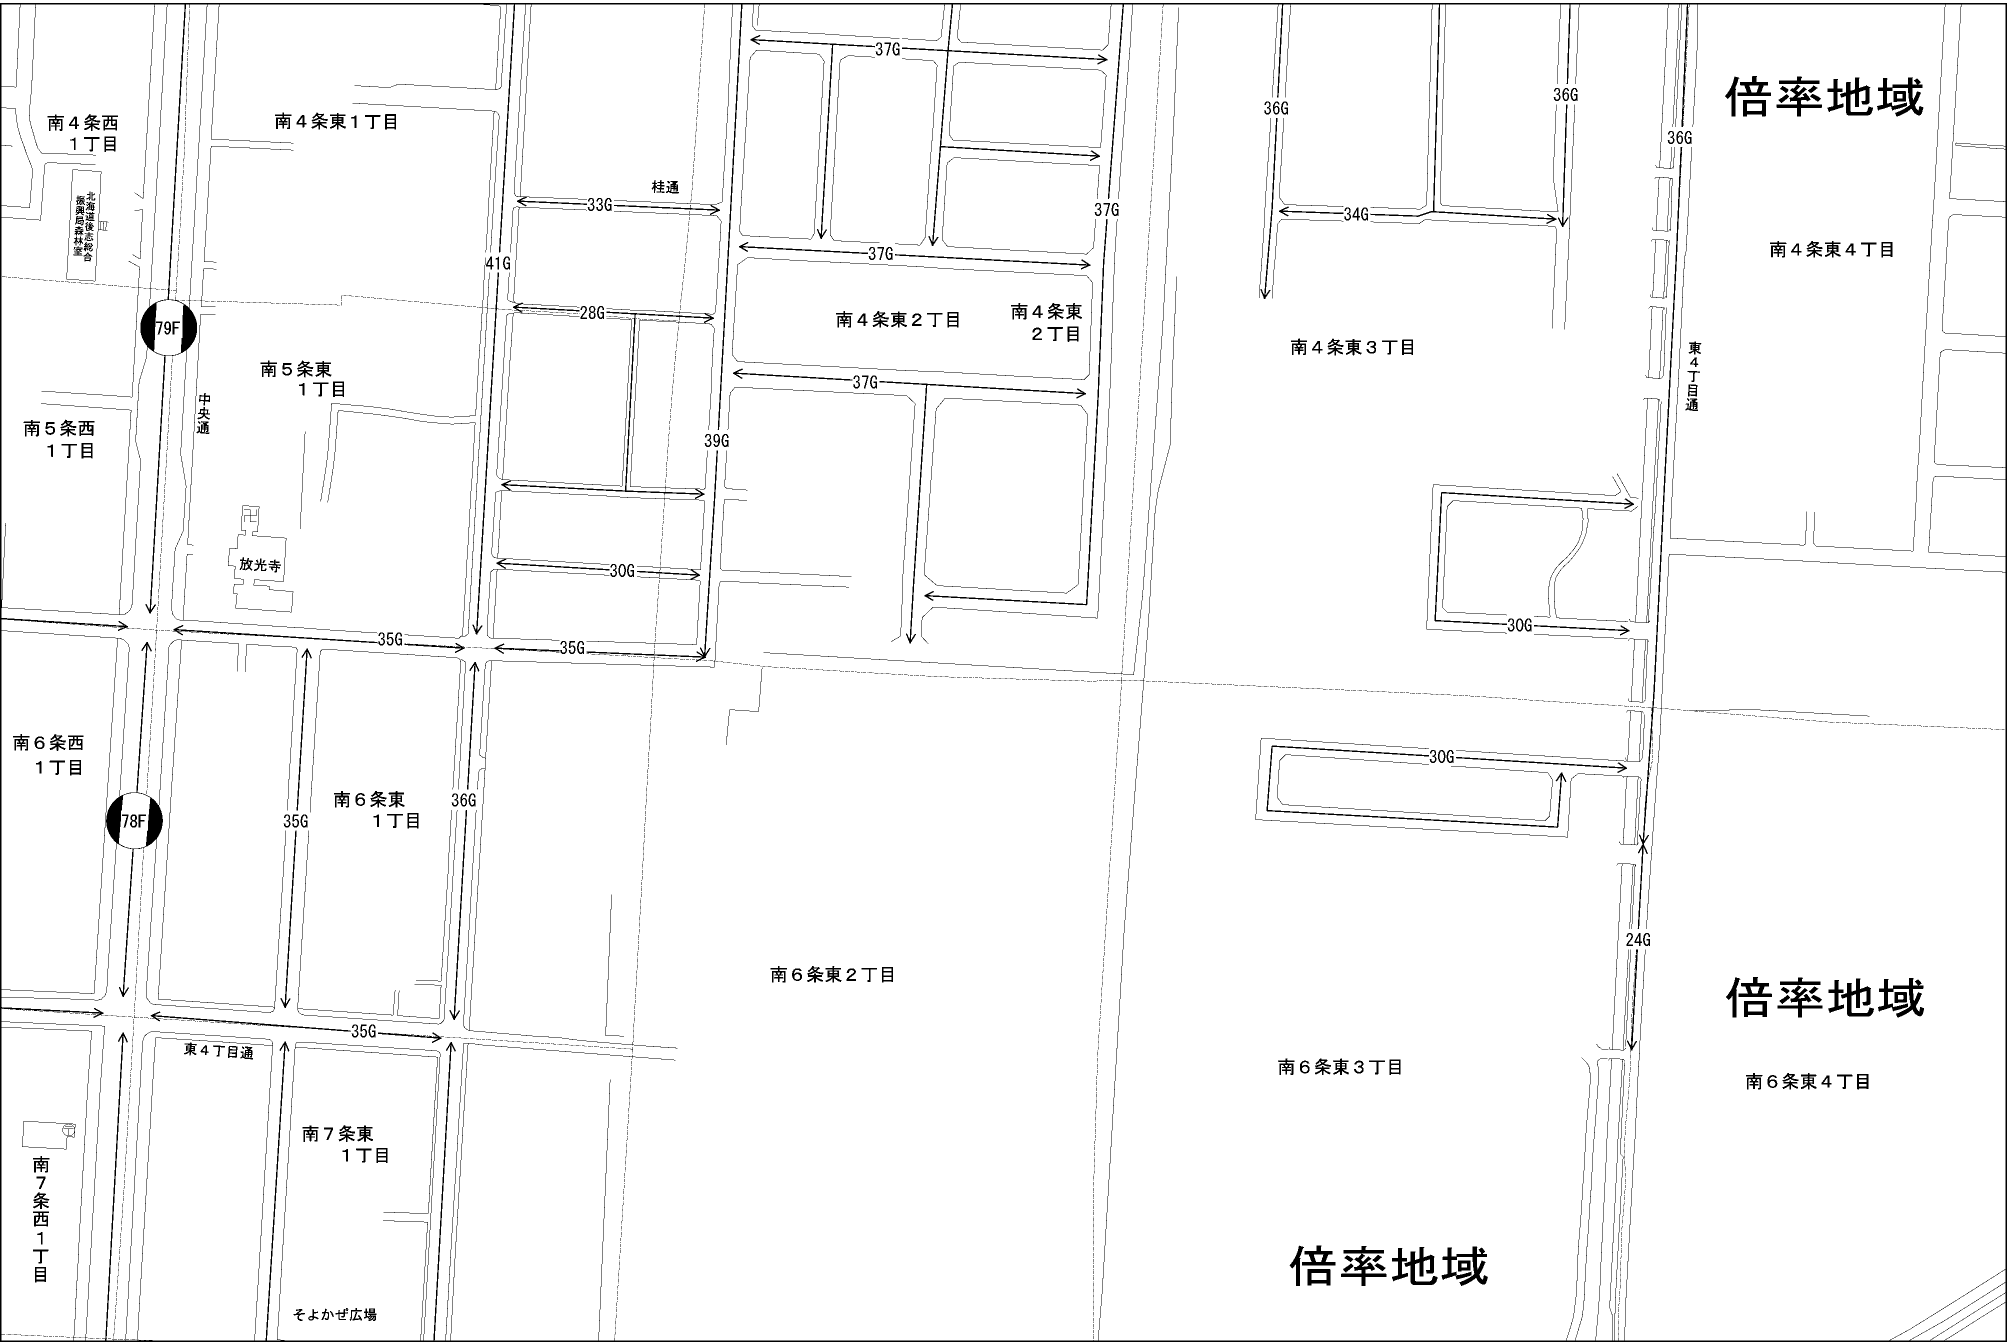 37G
倍率地域
36G
36G
36G
南４条西
１丁目
南４条東１丁目
北海道後志総合
振興局森林室
桂通
33G
37G
34G
41G
37G
南４条東４丁目
79F
28G
南４条東２丁目
南４条東
２丁目
南４条東３丁目
東４丁目通
南５条東
１丁目
中央通
37G
南５条西
１丁目
39G
放光寺
30G
30G
35G
35G
南６条西
１丁目
30G
南６条東
１丁目
36G
78F
35G
24G
南６条東２丁目
倍率地域
35G
東４丁目通
南６条東３丁目
南６条東４丁目
南７条東
１丁目
南７条西１丁目
倍率地域
そよかぜ広場